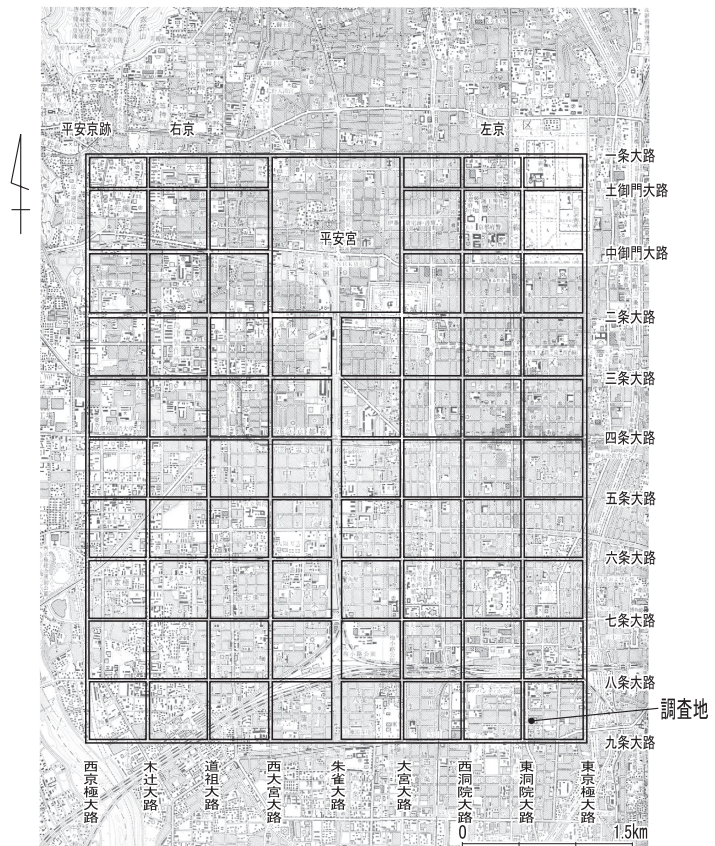 平安京跡
右京
左京
一条大路
土御門大路
平安宮
中御門大路
二条大路
三条大路
四条大路
五条大路
六条大路
七条大路
八条大路
調査地
九条大路
西京極大路
木辻大路
道祖大路
西大宮大路
朱雀大路
大宮大路
西洞院大路
東洞院大路
東京極大路
0
1.5km